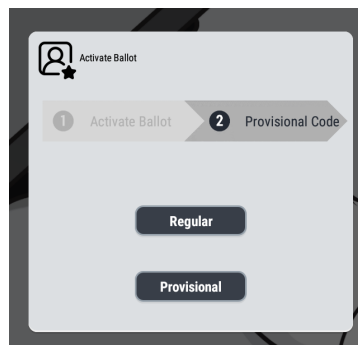 Activate Ballot
1 Activate Ballot 2 Provisional Code
Regular
Provisional